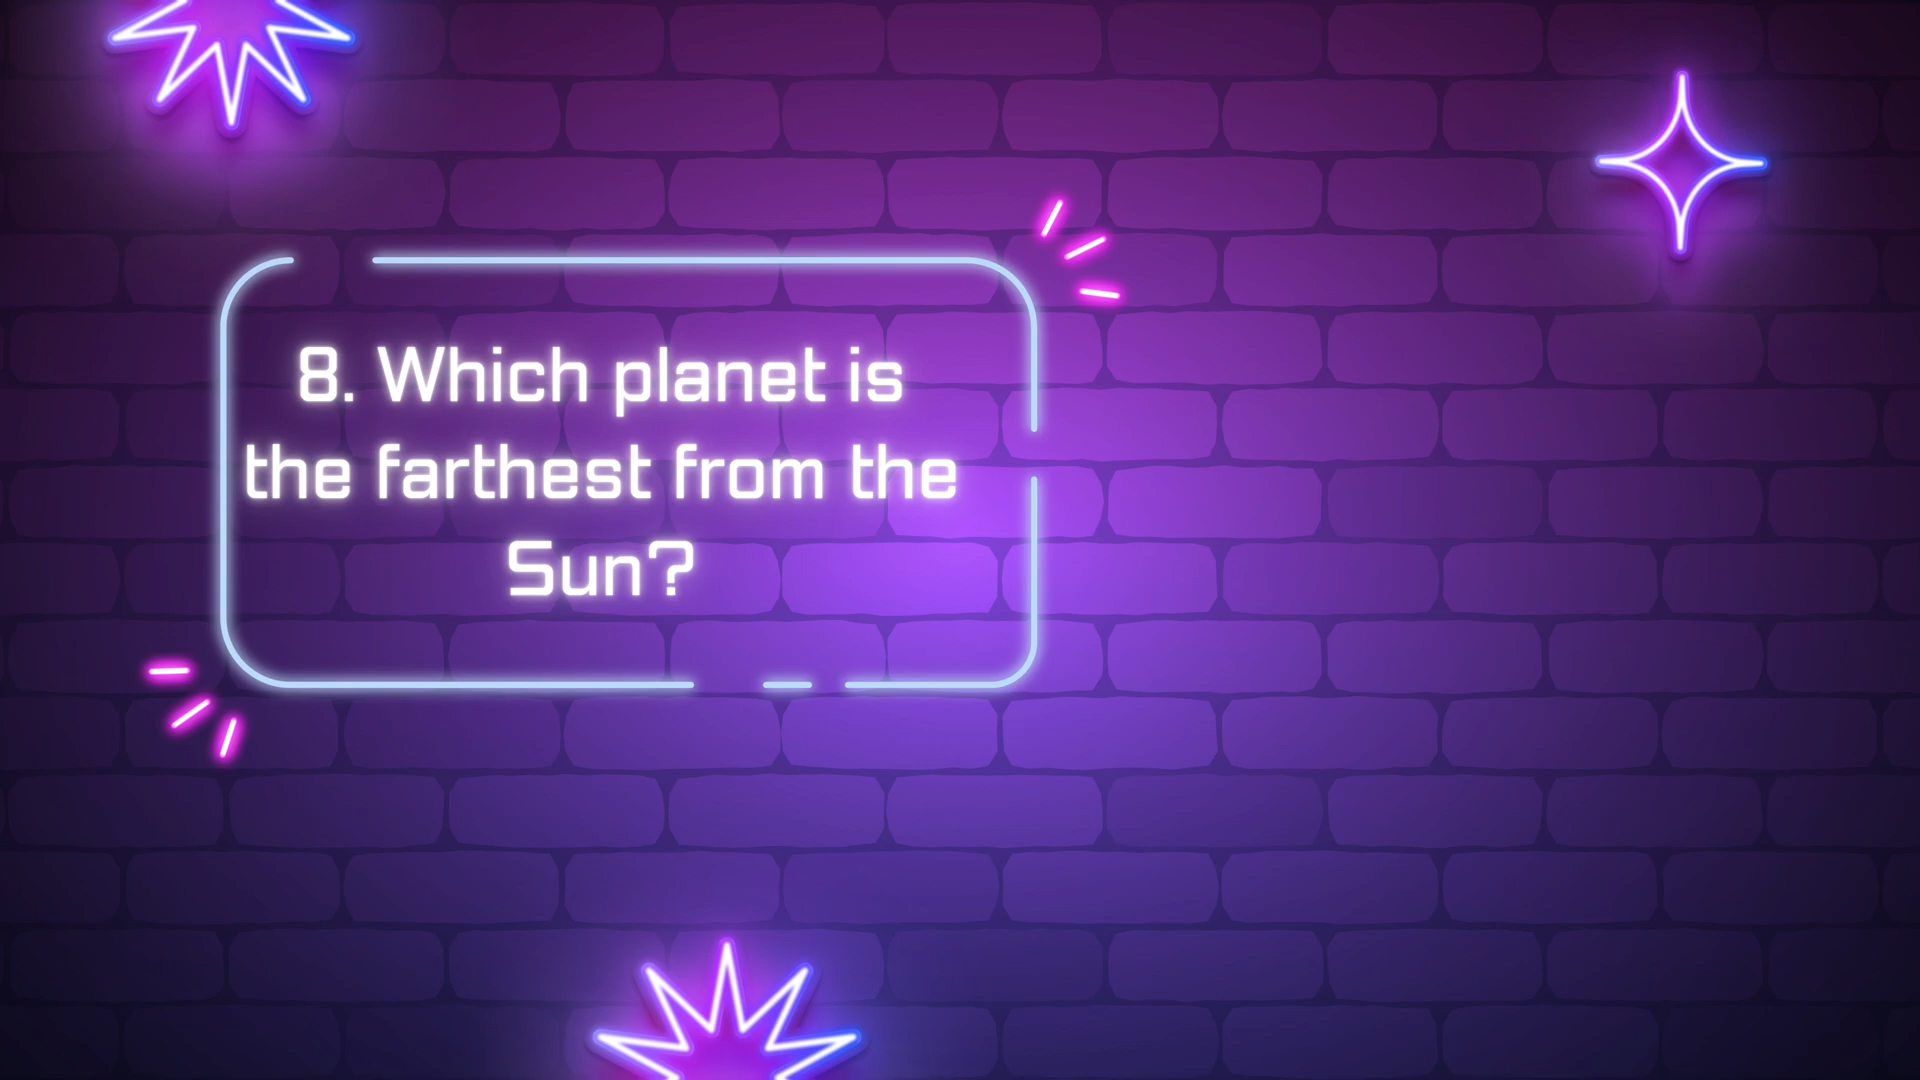 8. Which planet is
the farthest from the
Sun?